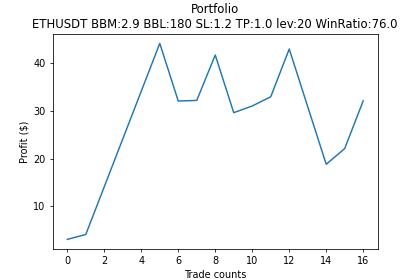 Portfolio
ETHUSDT BBM:2.9 BBL:180 SL:1.2 TP:1.0 lev:20 WinRatio:76.0
40
30
20
10
Profit ($)
0 2 4 6 8 10 12 14 16
Trade counts